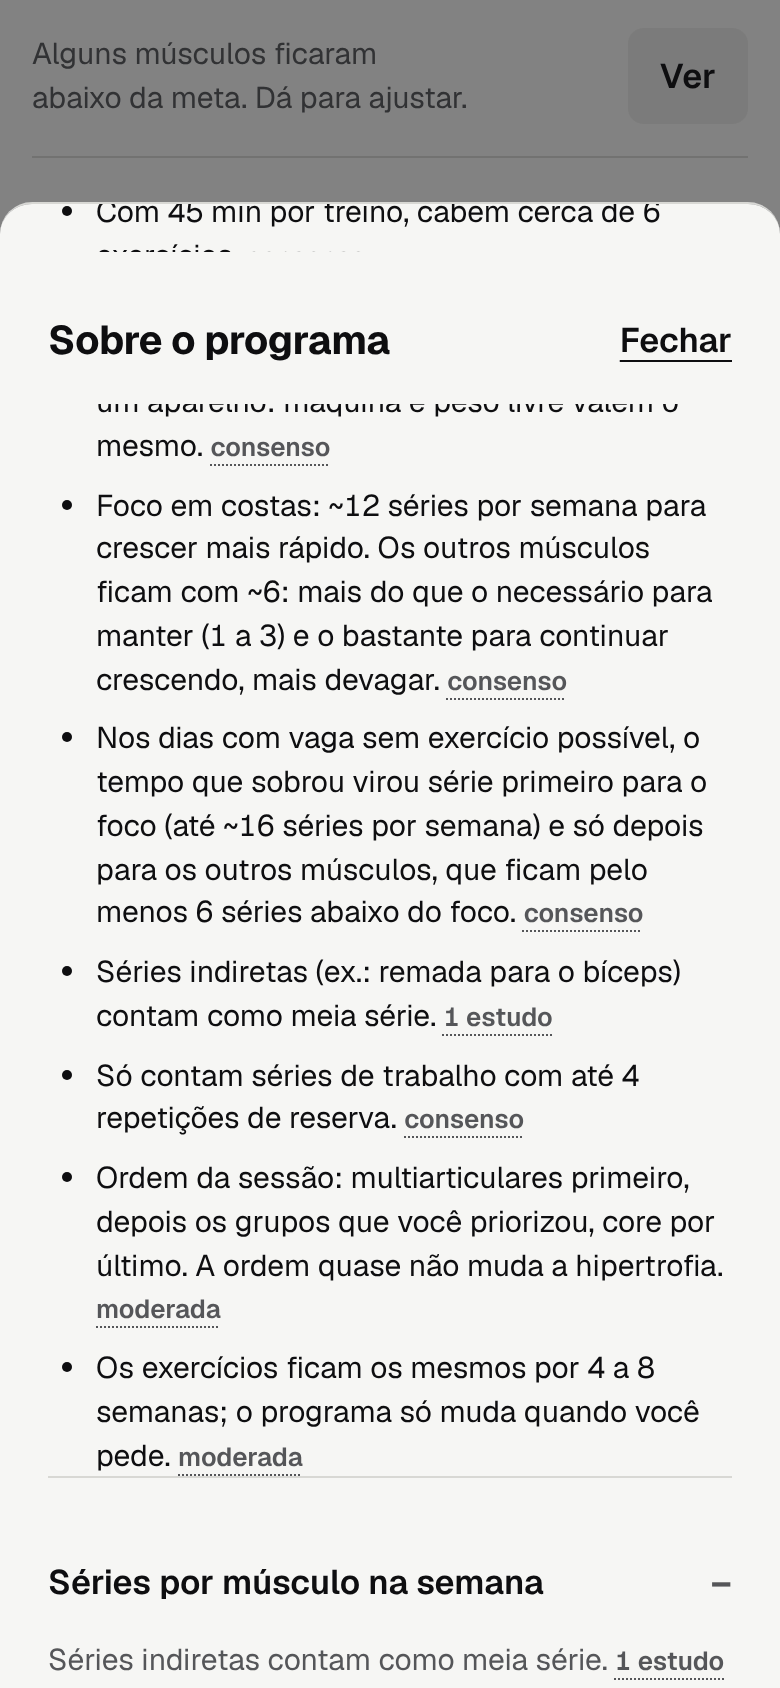 Alguns músculos ficaram
abaixo da meta. Dá para ajustar.
Ver
Com 45 min por treino, cabem cerca de 6
Sobre o programa
Fechar
um aparelho: máquina e peso livre valem o
mesmo. consenso
Foco em costas: ~12 séries por semana para
crescer mais rápido. Os outros músculos
ficam com ~6: mais do que o necessário para
manter (1 a 3) e o bastante para continuar
crescendo, mais devagar. consenso
Nos dias com vaga sem exercício possível, o
tempo que sobrou virou série primeiro para o
foco (até ~16 séries por semana) e só depois
para os outros músculos, que ficam pelo
menos 6 séries abaixo do foco. consenso
Séries indiretas (ex.: remada para o bíceps)
contam como meia série. 1 estudo
Só contam séries de trabalho com até 4
repetições de reserva. consenso
Ordem da sessão: multiarticulares primeiro,
depois os grupos que você priorizou, core por
último. A ordem quase não muda a hipertrofia.
moderada
Os exercícios ficam os mesmos por 4 a 8
semanas; o programa só muda quando você
pede. moderada
Séries por músculo na semana
Séries indiretas contam como meia série. 1 estudo